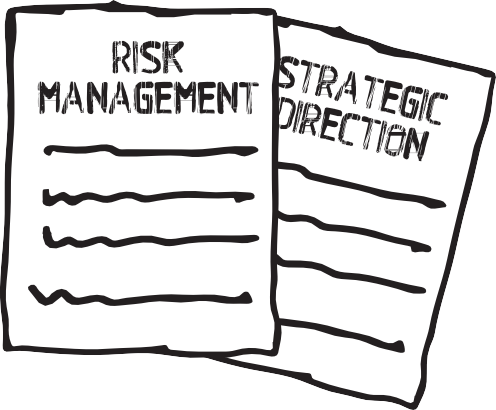 RISK
MANAGEMENT
STRATEGIC
DIRECTION